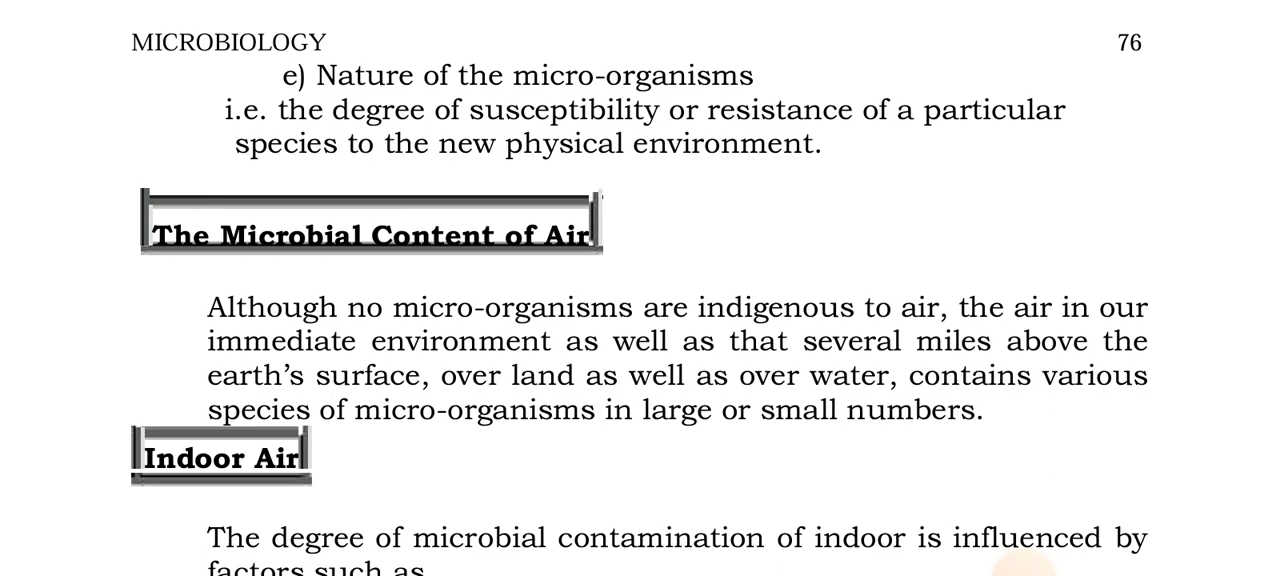 MICROBIOLOGY 76
e) Nature of the micro-organisms
i.e. the degree of susceptibility or resistance of a particular
species to the new physical environment.
The Microbial Content of Air
Although no micro-organisms are indigenous to air, the air in our
immediate environment as well as that several miles above the
earth’s surface, over land as well as over water, contains various
species of micro-organisms in large or small numbers.
Indoor Air
The degree of microbial contamination of indoor is influenced by
factors such as